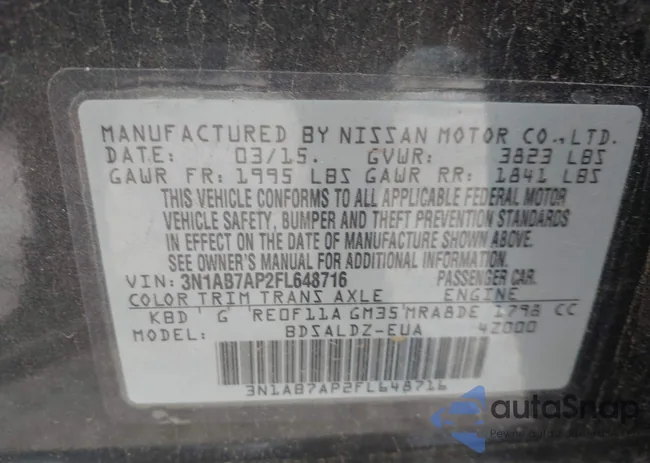 MANUFACTURED BY NISSAN MOTOR CO., LTD.
DATE: 03/15. GVWR: 3823 LBS
GAWR FR: 1995 LBS GAWR RR: 1841 LBS
THIS VEHICLE CONFORMS TO ALL APPLICABLE FEDERAL MOTOR
VEHICLE SAFETY, BUMPER AND THEFT PREVENTION STANDARDS
IN EFFECT ON THE DATE OF MANUFACTURE SHOWN ABOVE.
SEE OWNER'S MANUAL FOR ADDITIONAL INFORMATION.
VIN: 3N1AB7AP2FL648716 PASSENGER CAR.
COLOR TRIM TRANS AXLE ENGINE
KBD G RE0F11A GM35 MRA8DE 1798 CC
MODEL: BDSALDZ-EUA 42000
3N1AB7AP2FL648716
autoSnap